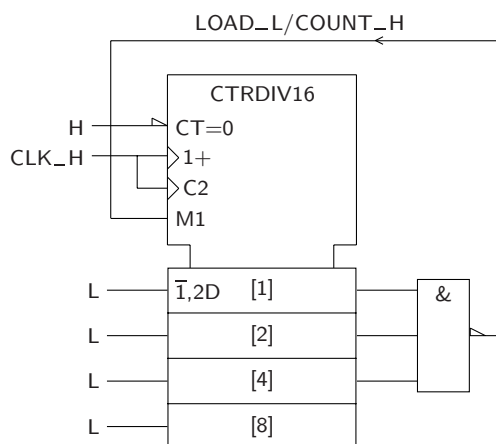 LOAD_L/COUNT_H
CTRDIV16
H CT=0
CLK_H 1+
C2
M1
L 1̅,2D [1] &
L [2]
L [4]
L [8]